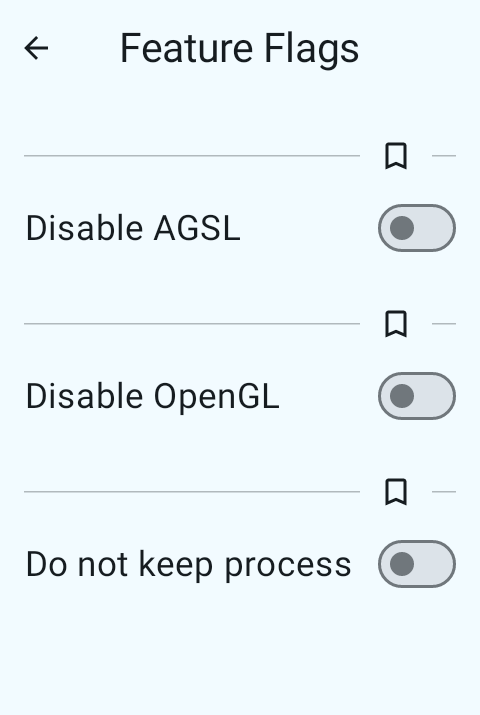 Feature Flags
Disable AGSL
Disable OpenGL
Do not keep process